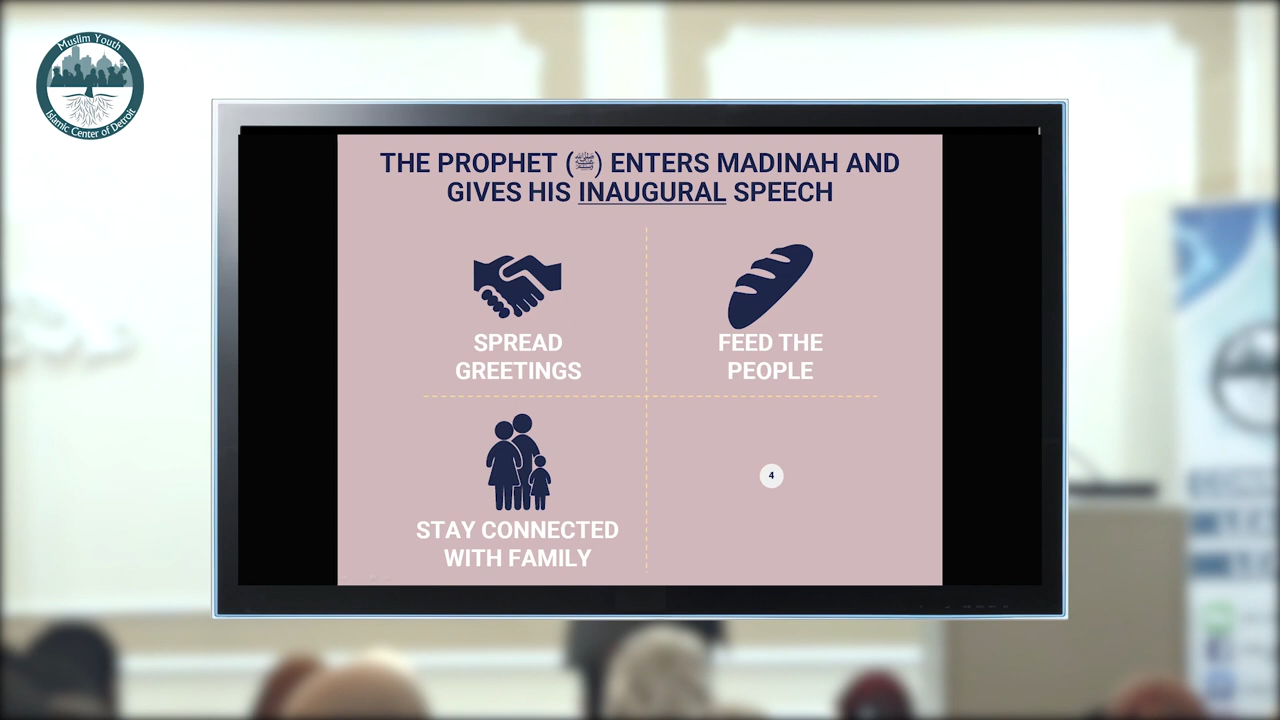 Muslim Youth
Islamic Center of Detroit
THE PROPHET (ﷺ) ENTERS MADINAH AND
GIVES HIS INAUGURAL SPEECH
SPREAD
GREETINGS
FEED THE
PEOPLE
STAY CONNECTED
WITH FAMILY
4